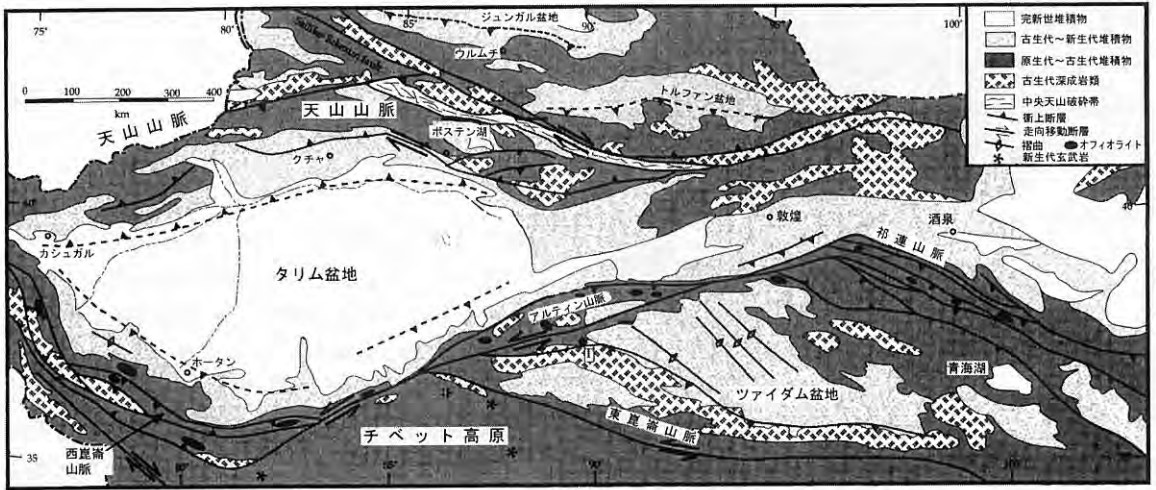 75°
80°
85°
ジュンガル盆地
100°
ウルムチ
完新世堆積物
古生代〜新生代堆積物
原生代〜古生代堆積物
古生代深成岩類
中央天山破砕帯
衝上断層
走向移動断層
褶曲
オフィオライト
新生代玄武岩
0 100 200 300 400
km
天山山脈
天山山脈
トルファン盆地
ボステン湖
クチャ
40
敦煌
酒泉
40
カシュガル
祁連山脈
タリム盆地
アルティン山脈
ホータン
青海湖
ツァイダム盆地
東崑崙山脈
チベット高原
西崑崙
山脈
35
80°
85°
90°